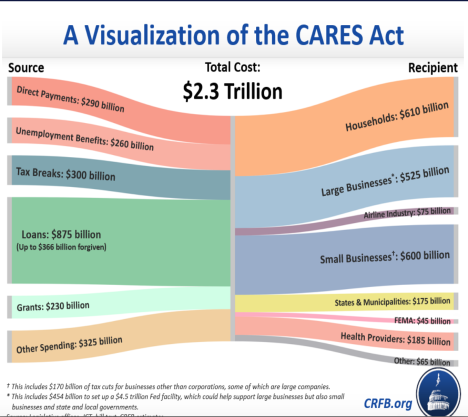 A Visualization of the CARES Act
Source
Total Cost:
$2.3 Trillion
Recipient
Direct Payments: $290 billion
Unemployment Benefits: $260 billion
Tax Breaks: $300 billion
Loans: $875 billion
(Up to $366 billion forgiven)
Grants: $230 billion
Other Spending: $325 billion
Households: $610 billion
Large Businesses*: $525 billion
Airline Industry: $75 billion
Small Businesses†: $600 billion
States & Municipalities: $175 billion
FEMA: $45 billion
Health Providers: $185 billion
Other: $65 billion
† This includes $170 billion of tax cuts for businesses other than corporations, some of which are large companies.
* This includes $454 billion to set up a $4.5 trillion Fed facility, which could help support large businesses but also small
businesses and state and local governments.
CRFB.org